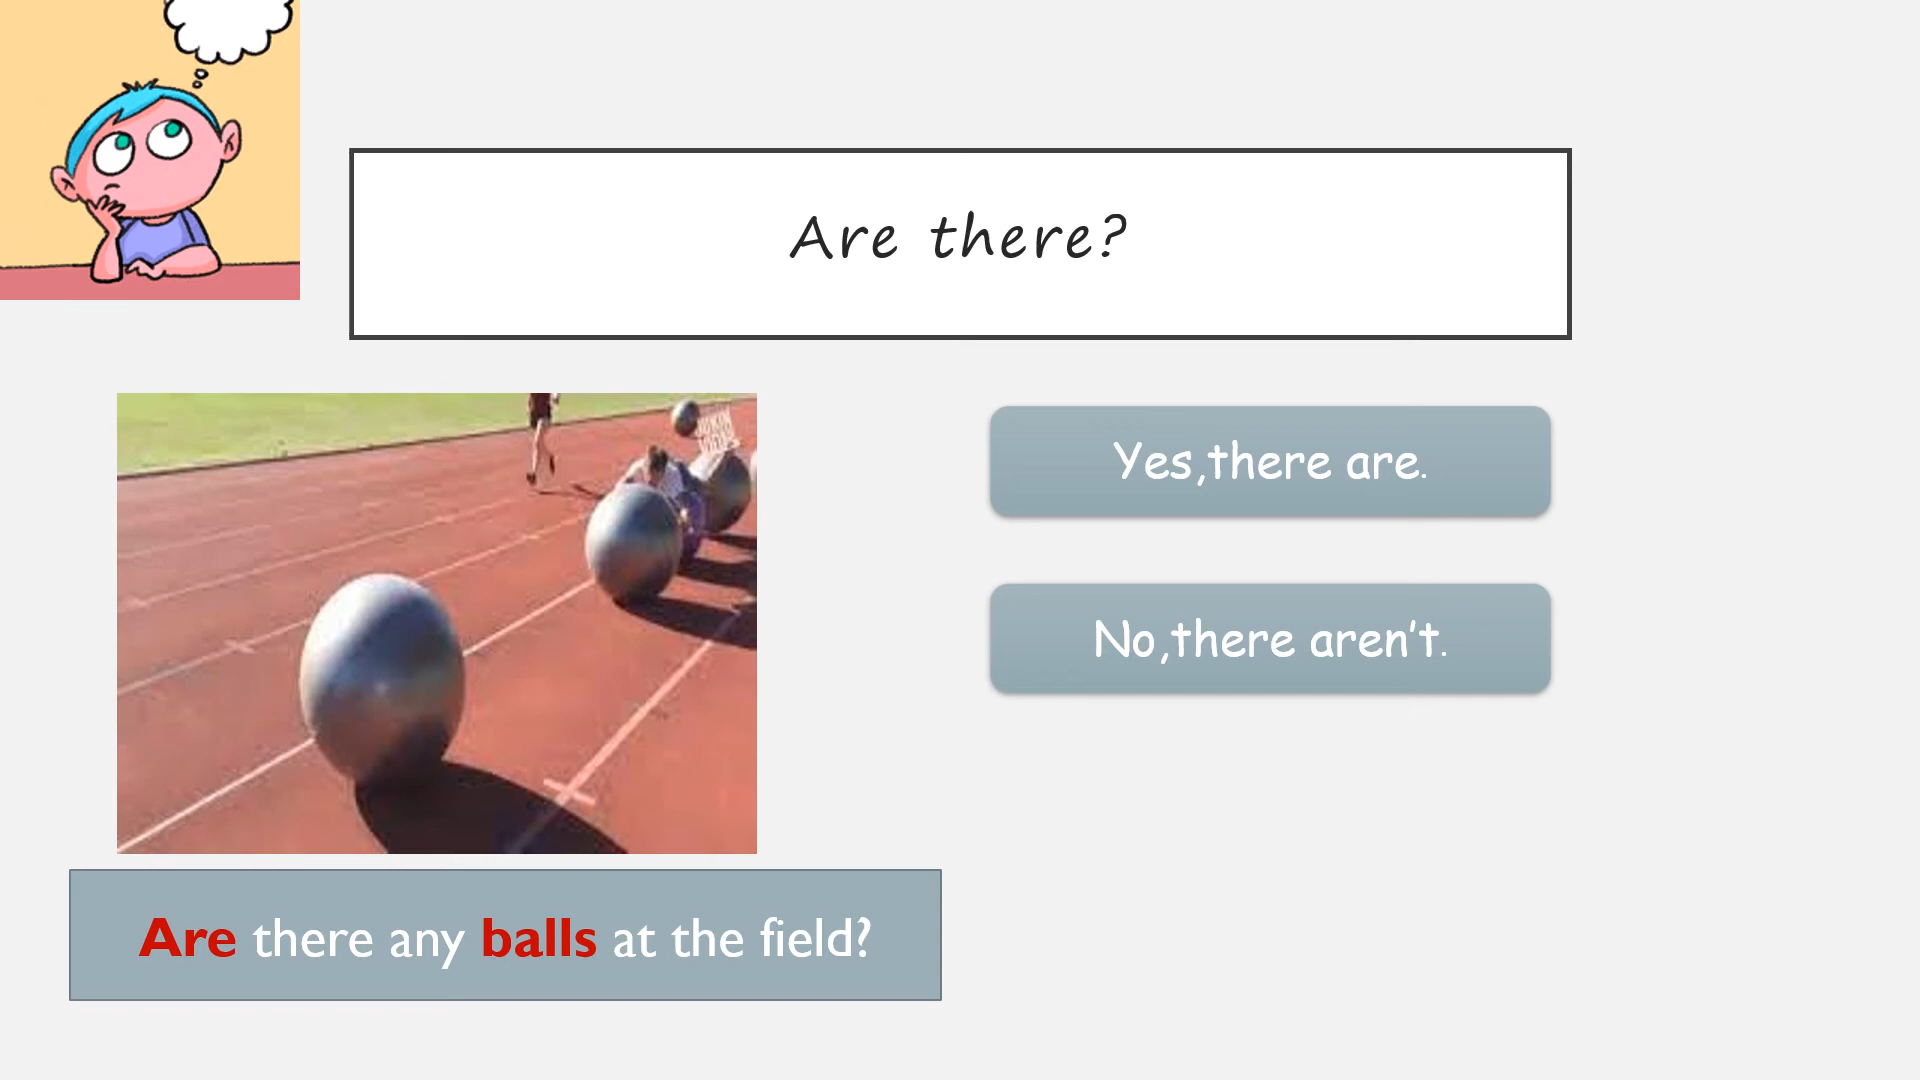 Are there?
Yes,there are.
No,there aren't.
Are there any balls at the field?